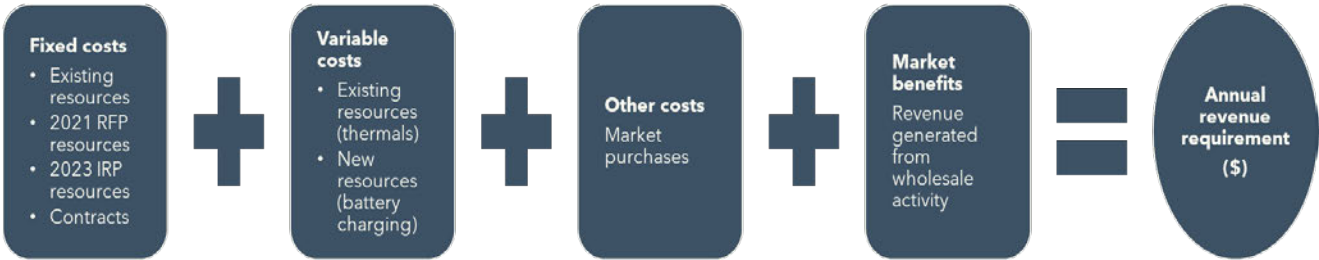 Fixed costs
• Existing
resources
• 2021 RFP
resources
• 2023 IRP
resources
• Contracts
Variable
costs
• Existing
resources
(thermals)
• New
resources
(battery
charging)
Other costs
Market
purchases
Market
benefits
Revenue
generated
from
wholesale
activity
Annual
revenue
requirement
($)